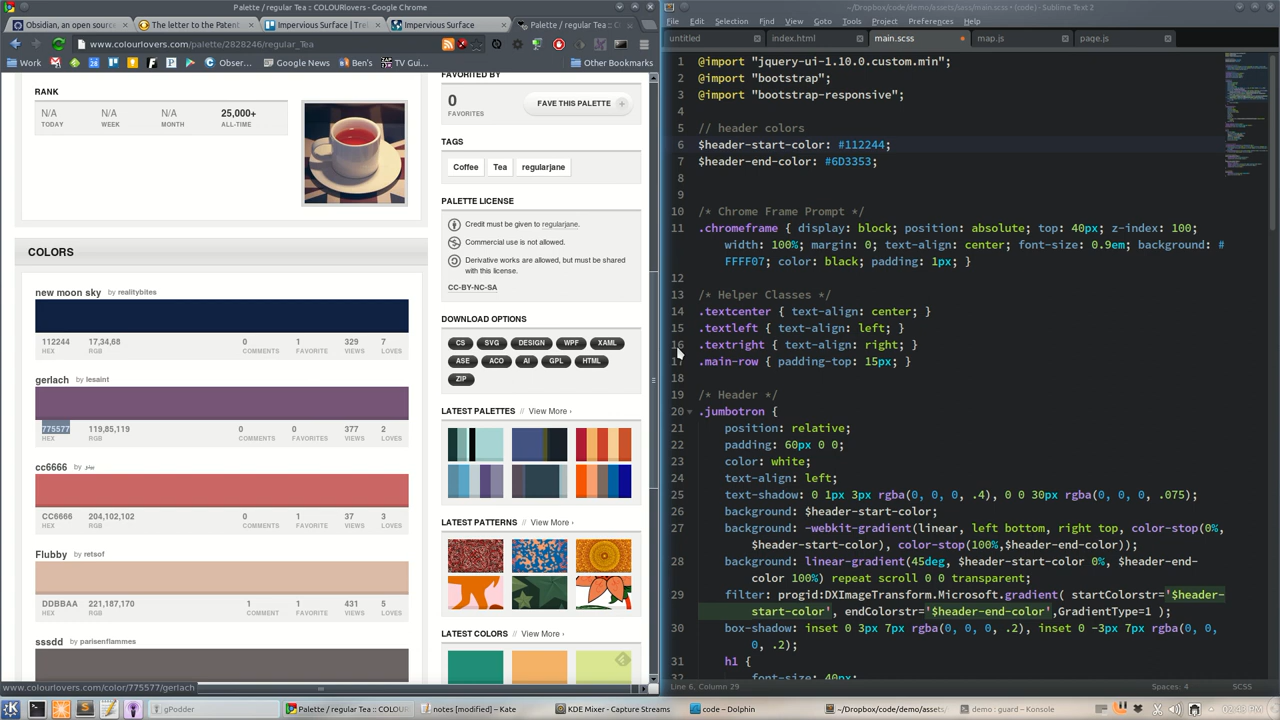 Palette / regular Tea :: COLOURlovers - Google Chrome
Obsidian, an open sourc
The letter to the Patent
Impervious Surface | Tre
Impervious Surface
Palette / regular Tea ::
www.colourlovers.com/palette/2828246/regular_Tea
Work
Obser...
Google News
Ben's
TV Gui...
Other Bookmarks
RANK
N/A N/A N/A 25,000+
TODAY WEEK MONTH ALL-TIME
COLORS
new moon sky by realitybites
112244 17,34,68 0 1 329 7
HEX RGB COMMENTS FAVORITE VIEWS LOVES
gerlach by lesaint
775577 119,85,119 0 0 377 2
HEX RGB COMMENTS FAVORITES VIEWS LOVES
cc6666 by
CC6666 204,102,102 0 1 37 3
HEX RGB COMMENTS FAVORITE VIEWS LOVES
Flubby by retsof
DDBBAA 221,187,170 1 1 431 5
HEX RGB COMMENT FAVORITE VIEWS LOVES
sssdd by parisenflammes
www.colourlovers.com/color/775577/gerlach
FAVORITED BY
0
FAVORITES
FAVE THIS PALETTE +
TAGS
Coffee Tea regularjane
PALETTE LICENSE
Credit must be given to regularjane.
Commercial use is not allowed.
Derivative works are allowed, but must be shared
with this license.
CC-BY-NC-SA
DOWNLOAD OPTIONS
CS SVG DESIGN WPF XAML
ASE ACO AI GPL HTML
ZIP
LATEST PALETTES // View More ›
LATEST PATTERNS // View More ›
LATEST COLORS // View More ›
~/Dropbox/code/demo/assets/sass/main.scss • (code) - Sublime Text 2
File Edit Selection Find View Goto Tools Project Preferences Help
untitled index.html main.scss map.js page.js
1 @import "jquery-ui-1.10.0.custom.min";
2 @import "bootstrap";
3 @import "bootstrap-responsive";
4
5 // header colors
6 $header-start-color: #112244;
7 $header-end-color: #6D3353;
8
9
10 /* Chrome Frame Prompt */
11 .chromeframe { display: block; position: absolute; top: 40px; z-index: 100;
width: 100%; margin: 0; text-align: center; font-size: 0.9em; background: #
FFFF07; color: black; padding: 1px; }
12
13 /* Helper Classes */
14 .textcenter { text-align: center; }
15 .textleft { text-align: left; }
16 .textright { text-align: right; }
17 .main-row { padding-top: 15px; }
18
19 /* Header */
20 .jumbotron {
21 position: relative;
22 padding: 60px 0 0;
23 color: white;
24 text-align: left;
25 text-shadow: 0 1px 3px rgba(0, 0, 0, .4), 0 0 30px rgba(0, 0, 0, .075);
26 background: $header-start-color;
27 background: -webkit-gradient(linear, left bottom, right top, color-stop(0%,
$header-start-color), color-stop(100%,$header-end-color));
28 background: linear-gradient(45deg, $header-start-color 0%, $header-end-
color 100%) repeat scroll 0 0 transparent;
29 filter: progid:DXImageTransform.Microsoft.gradient( startColorstr='$header-
start-color', endColorstr='$header-end-color',GradientType=1 );
30 box-shadow: inset 0 3px 7px rgba(0, 0, 0, .2), inset 0 -3px 7px rgba(0, 0,
0, .2);
31 h1 {
32 font-size: 40px;
Line 6, Column 29 Spaces: 4 SCSS
gPodder
Palette / regular Tea :: COLOUR
notes [modified] – Kate
KDE Mixer - Capture Streams
code – Dolphin
~/Dropbox/code/demo/assets/
demo : guard – Konsole
02:43 PM